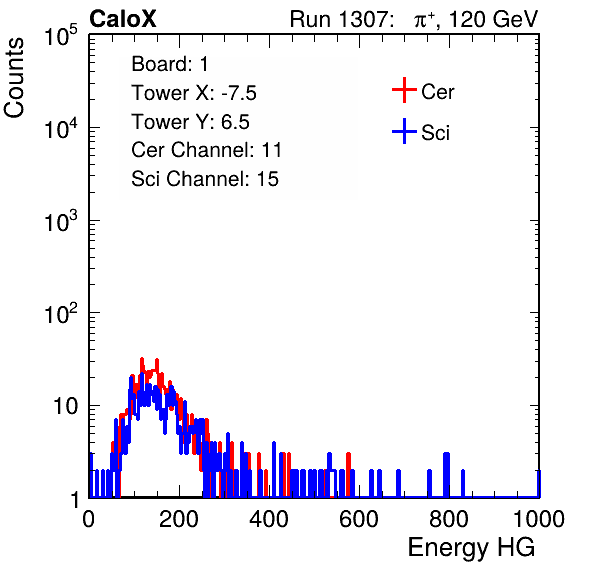 CaloX Run 1307: π⁺, 120 GeV
Counts
10⁵
10⁴
10³
10²
10
1
Board: 1
Tower X: -7.5
Tower Y: 6.5
Cer Channel: 11
Sci Channel: 15
Cer
Sci
0 200 400 600 800 1000
Energy HG